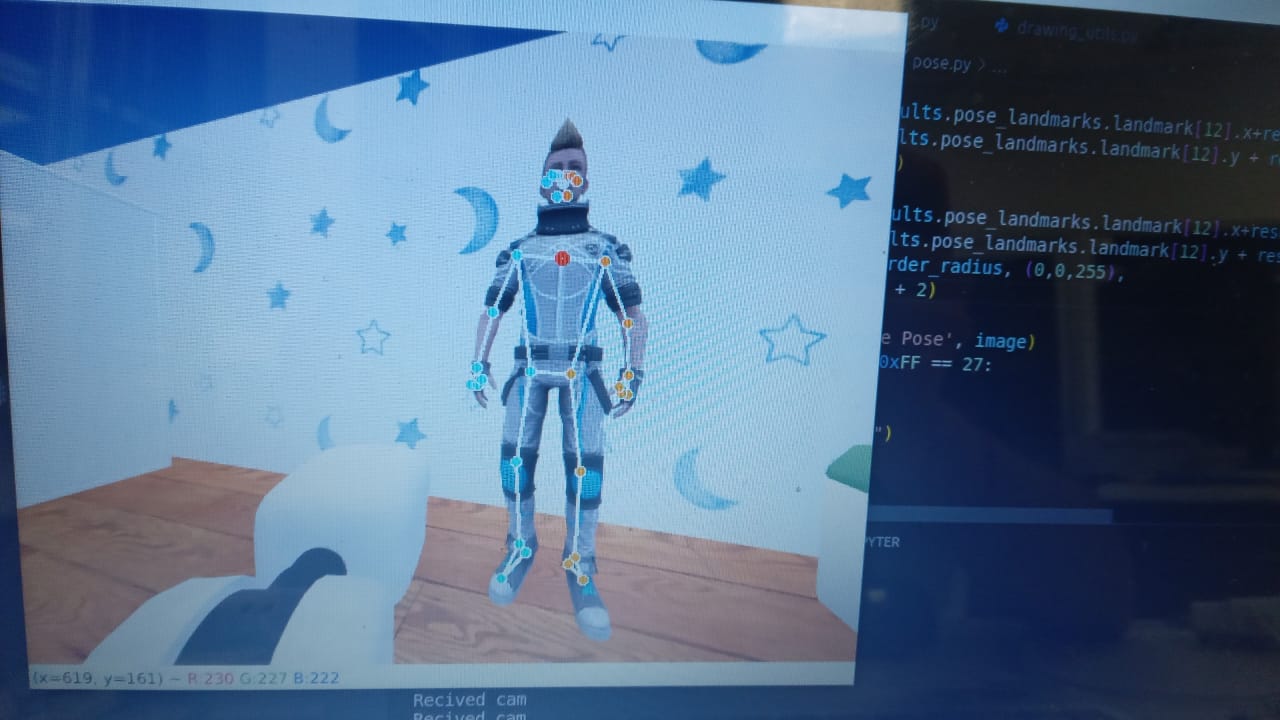 .py drawing_utils.py
pose.py > ...
ults.pose_landmarks.landmark[12].x+re
lts.pose_landmarks.landmark[12].y + r
)
ults.pose_landmarks.landmark[12].x+res
lts.pose_landmarks.landmark[12].y + res
rder_radius, (0,0,255),
+ 2)
e Pose', image)
0xFF == 27:
")
YTER
(x=619, y=161) ~ R:230 G:227 B:222
Recived cam
Recived cam